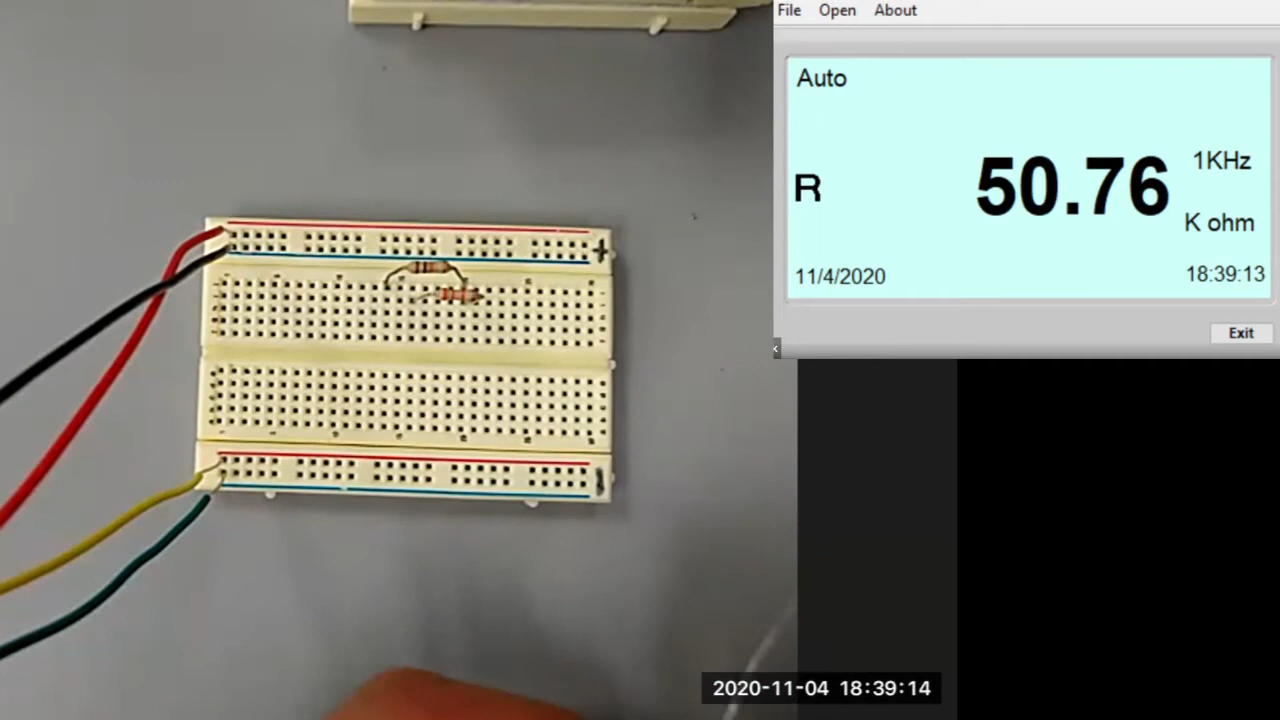 File Open About
Auto
R 50.76 1KHz
K ohm
11/4/2020 18:39:13
Exit
2020-11-04 18:39:14